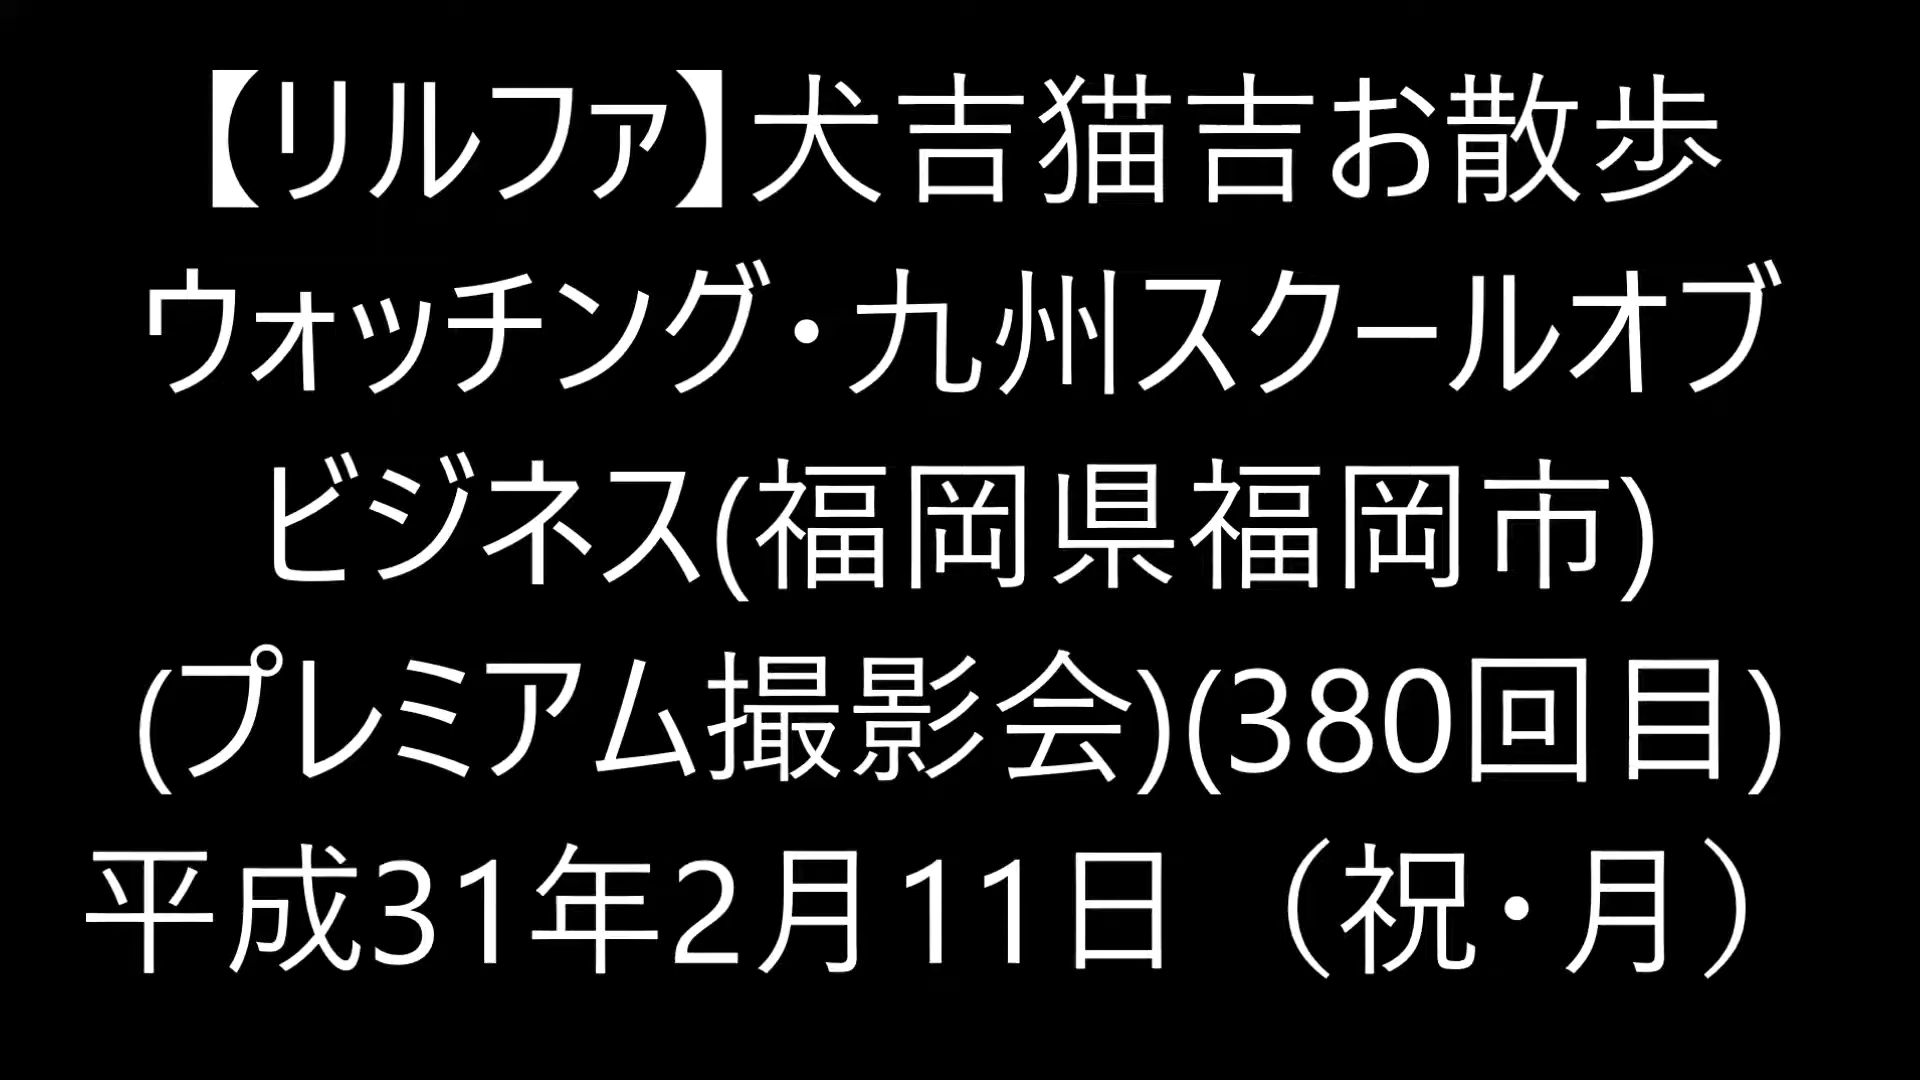 【リルファ】犬吉猫吉お散歩
ウォッチング・九州スクールオブ
ビジネス(福岡県福岡市)
(プレミアム撮影会)(380回目)
平成31年2月11日（祝・月）